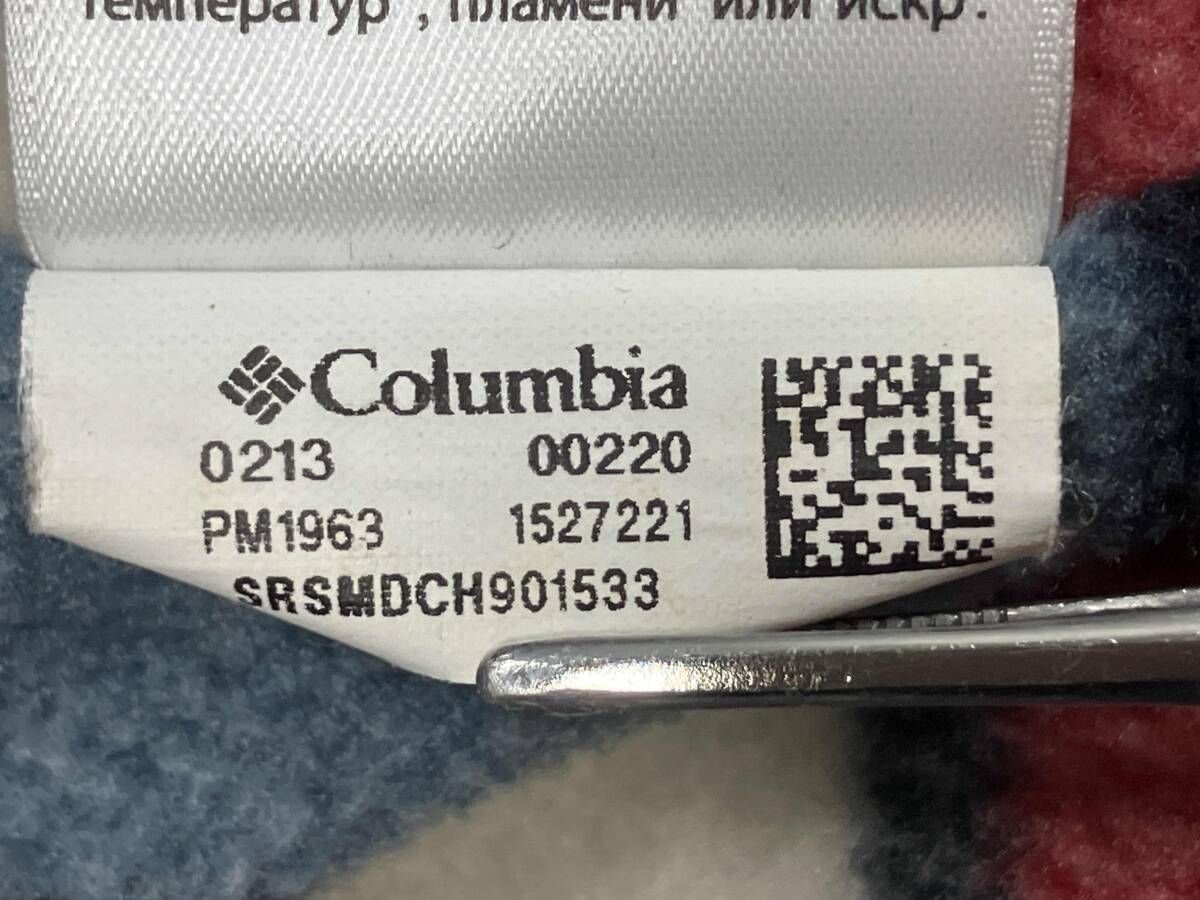 температур , пламени или искр.
Columbia
0213 00220
PM1963 1527221
SRSMDCH901533